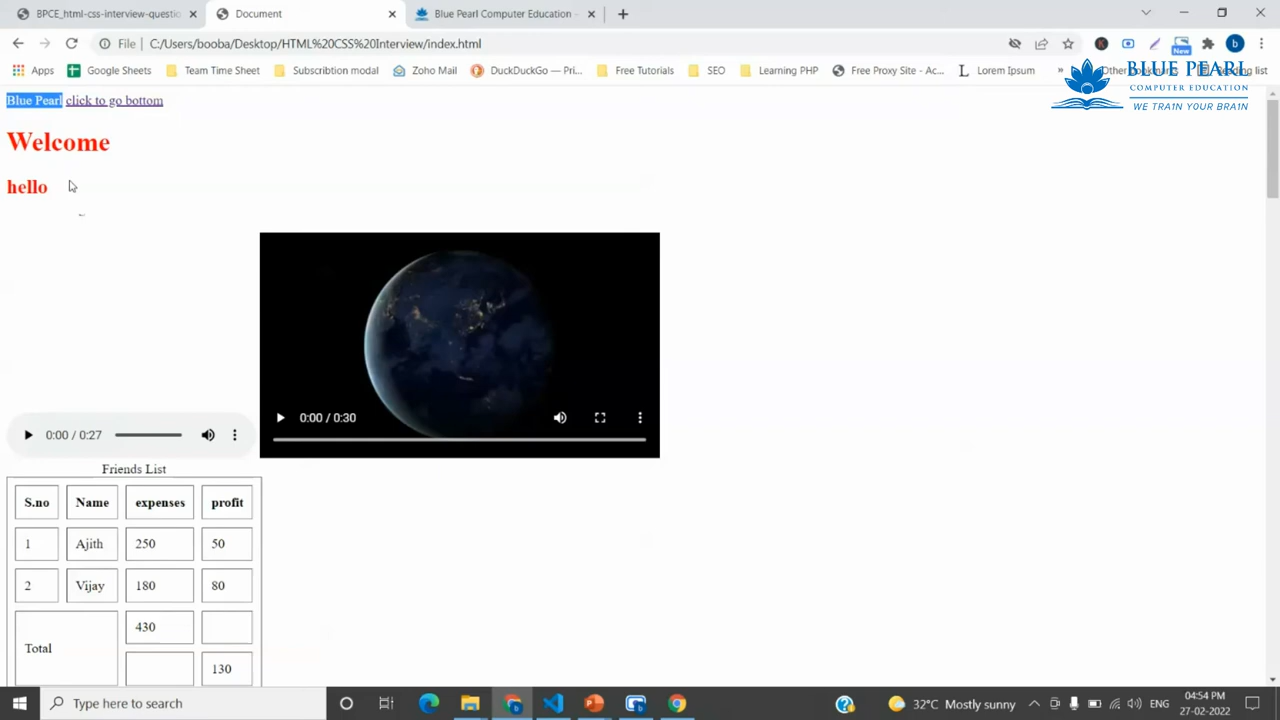 BPCE_html-css-interview-questio
Document
Blue Pearl Computer Education -
File C:/Users/booba/Desktop/HTML%20CSS%20Interview/index.html
New
b
Apps Google Sheets Team Time Sheet Subscribtion modal Zoho Mail DuckDuckGo — Pri... Free Tutorials SEO Learning PHP Free Proxy Site - Ac... Lorem Ipsum » Reading list
BLUE PEARL
COMPUTER EDUCATION
WE TRAIN YOUR BRAIN
Blue Pearl click to go bottom
Welcome
hello
0:00 / 0:30
0:00 / 0:27
Friends List
S.no Name expenses profit
1 Ajith 250 50
2 Vijay 180 80
Total 430
130
Type here to search
32°C Mostly sunny
ENG
04:54 PM
27-02-2022